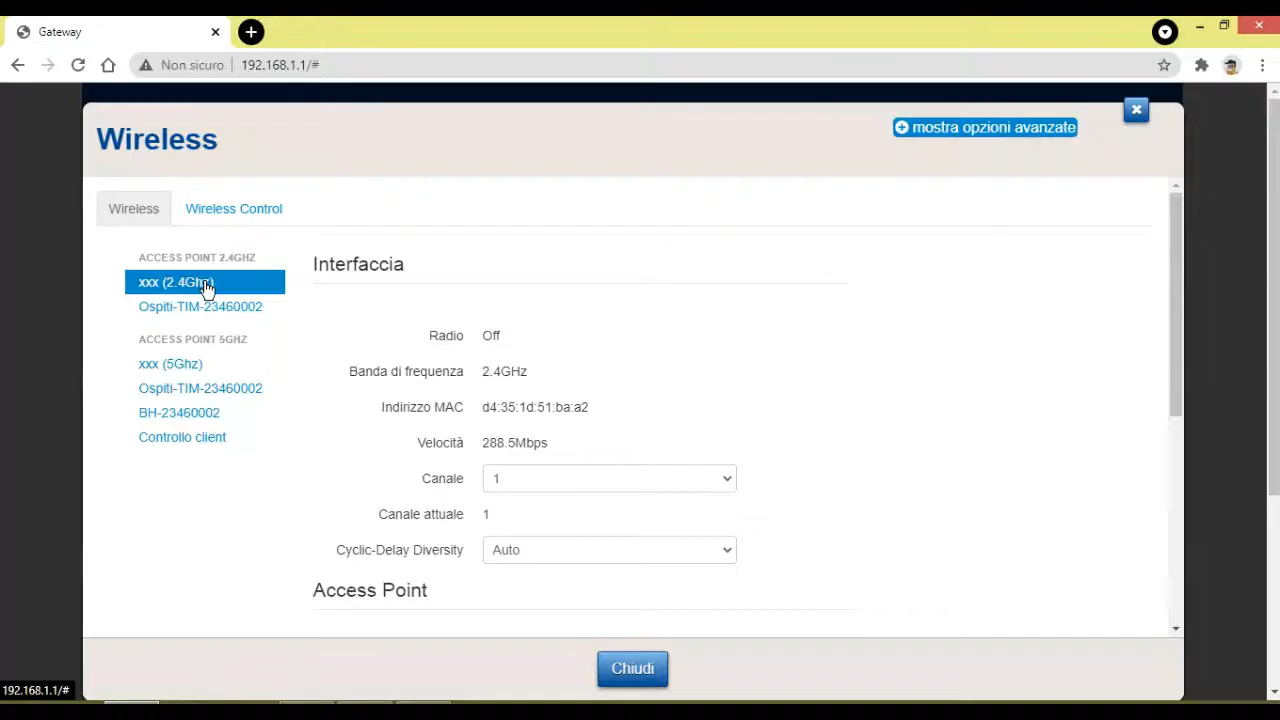 Gateway
Non sicuro 192.168.1.1/#
Wireless
mostra opzioni avanzate
Wireless Wireless Control
ACCESS POINT 2.4GHZ
xxx (2.4Ghz)
Ospiti-TIM-23460002
ACCESS POINT 5GHZ
xxx (5Ghz)
Ospiti-TIM-23460002
BH-23460002
Controllo client
Interfaccia
Radio Off
Banda di frequenza 2.4GHz
Indirizzo MAC d4:35:1d:51:ba:a2
Velocità 288.5Mbps
Canale 1
Canale attuale 1
Cyclic-Delay Diversity Auto
Access Point
Chiudi
192.168.1.1/#